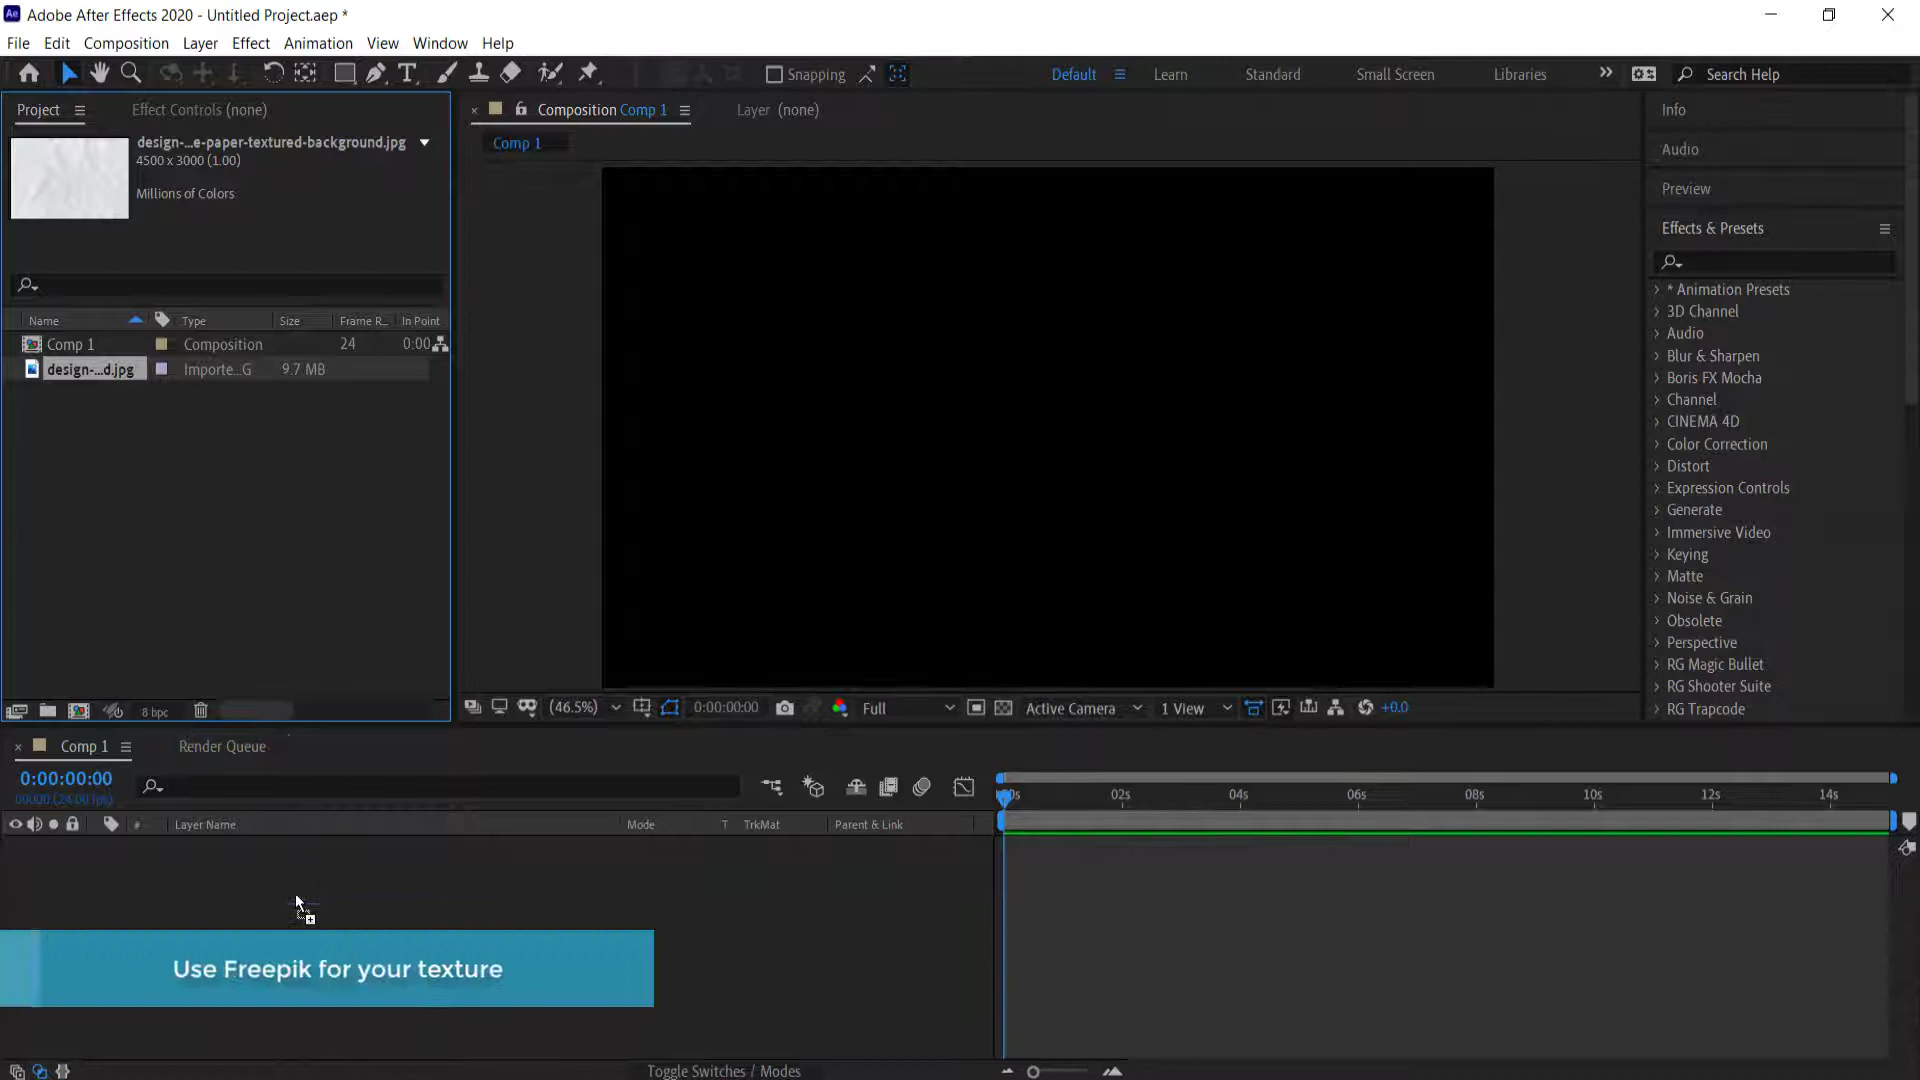 Adobe After Effects 2020 - Untitled Project.aep *
File Edit Composition Layer Effect Animation View Window Help
Snapping Default Learn Standard Small Screen Libraries Search Help
Project Effect Controls (none)
design-...e-paper-textured-background.jpg
4500 x 3000 (1.00)
Millions of Colors
Name Type Size Frame R... In Point
Comp 1 Composition 24 0:00
design-...d.jpg Importe...G 9.7 MB
8 bpc
Composition Comp 1 Layer (none)
Comp 1
(46.5%) 0:00:00:00 Full Active Camera 1 View +0.0
Info
Audio
Preview
Effects & Presets
* Animation Presets
3D Channel
Audio
Blur & Sharpen
Boris FX Mocha
Channel
CINEMA 4D
Color Correction
Distort
Expression Controls
Generate
Immersive Video
Keying
Matte
Noise & Grain
Obsolete
Perspective
RG Magic Bullet
RG Shooter Suite
RG Trapcode
Comp 1 Render Queue
0:00:00:00
00000 (24.00 fps)
02s 04s 06s 08s 10s 12s 14s
# Layer Name Mode T TrkMat Parent & Link
Use Freepik for your texture
Toggle Switches / Modes